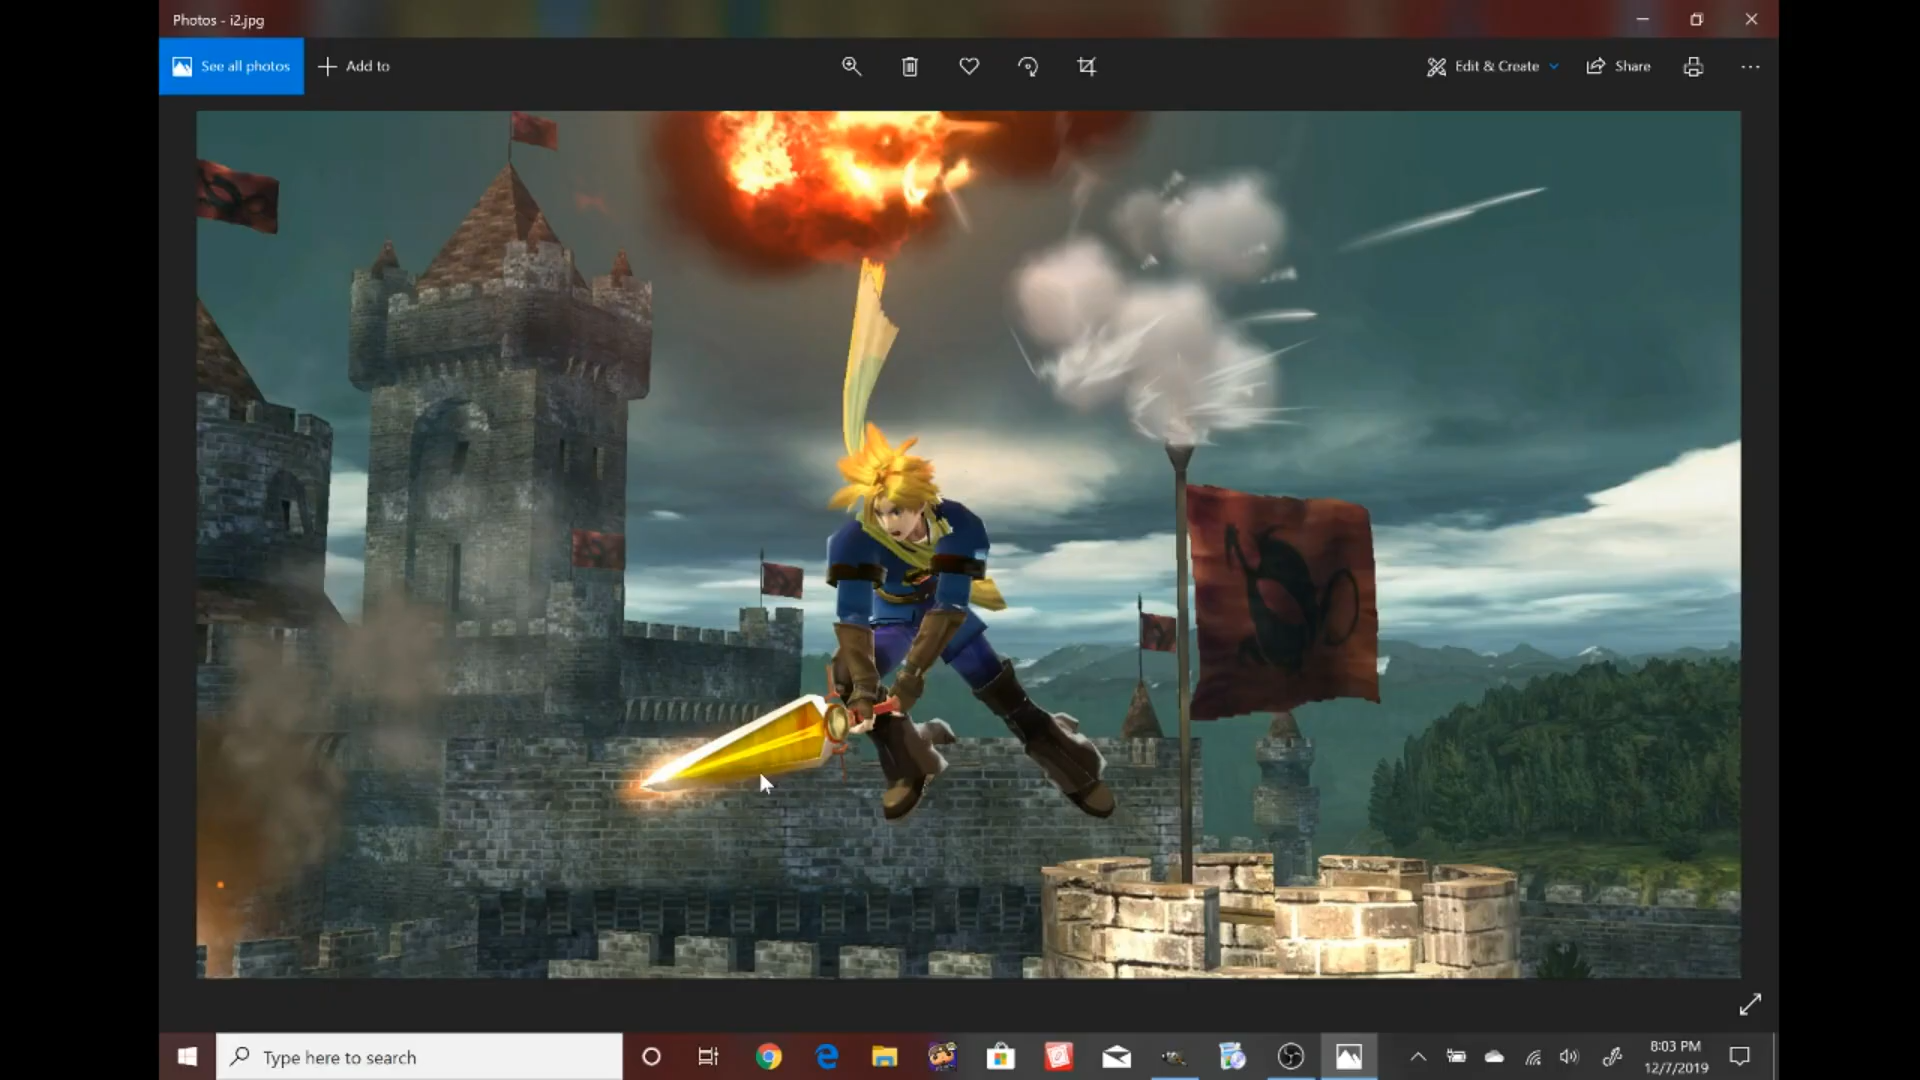 Photos - i2.jpg
See all photos
Add to
Edit & Create
Share
Type here to search
8:03 PM
12/7/2019